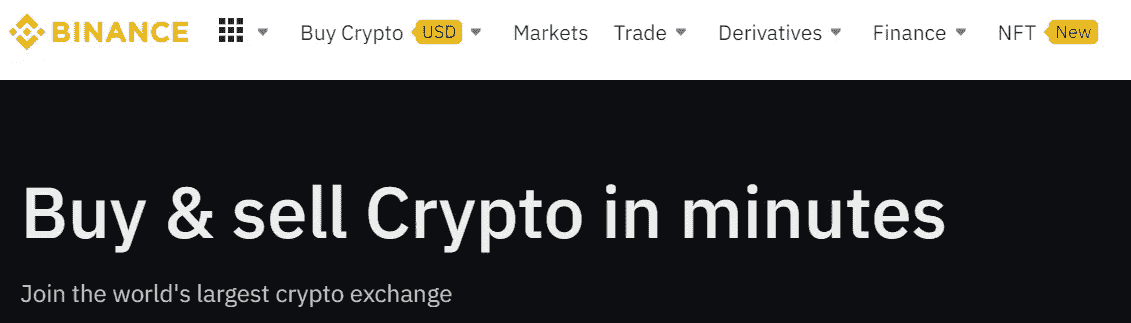 BINANCE Buy Crypto USD Markets Trade Derivatives Finance NFT New
Buy & sell Crypto in minutes
Join the world's largest crypto exchange